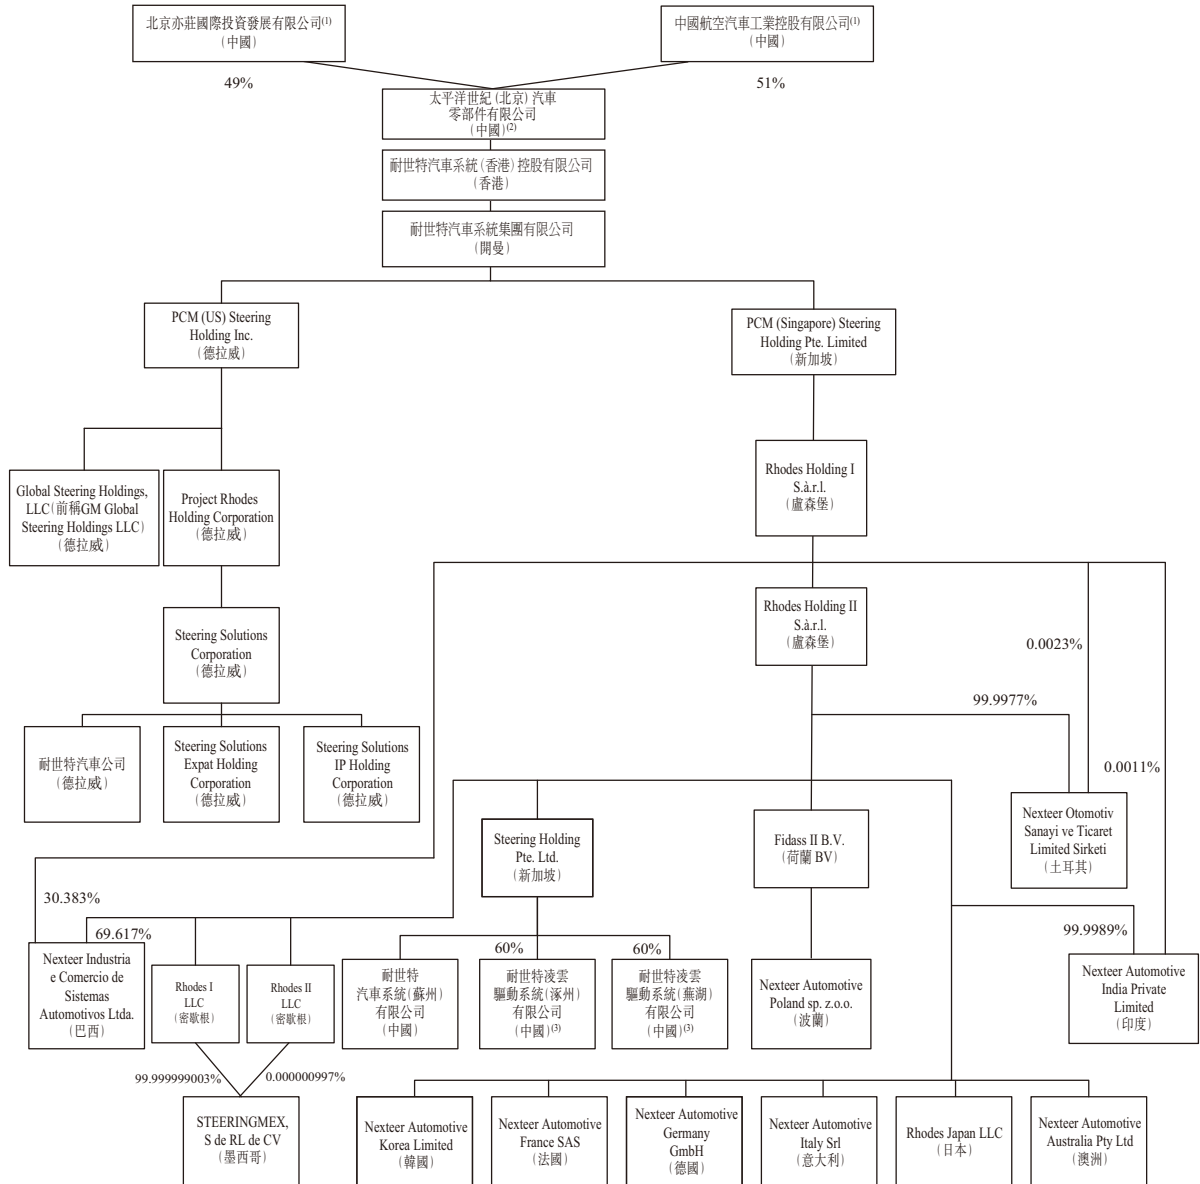 北京亦莊國際投資發展有限公司(1)
(中國)
中國航空汽車工業控股有限公司(1)
(中國)
49%
51%
太平洋世紀(北京)汽車
零部件有限公司
(中國)(2)
耐世特汽車系統(香港)控股有限公司
(香港)
耐世特汽車系統集團有限公司
(開曼)
PCM (US) Steering
Holding Inc.
(德拉威)
PCM (Singapore) Steering
Holding Pte. Limited
(新加坡)
Global Steering Holdings,
LLC(前稱GM Global
Steering Holdings LLC)
(德拉威)
Project Rhodes
Holding Corporation
(德拉威)
Rhodes Holding I
S.à.r.l.
(盧森堡)
Steering Solutions
Corporation
(德拉威)
Rhodes Holding II
S.à.r.l.
(盧森堡)
0.0023%
99.9977%
0.0011%
耐世特汽車公司
(德拉威)
Steering Solutions
Expat Holding
Corporation
(德拉威)
Steering Solutions
IP Holding
Corporation
(德拉威)
Steering Holding
Pte. Ltd.
(新加坡)
Fidass II B.V.
(荷蘭 BV)
Nexteer Otomotiv
Sanayi ve Ticaret
Limited Sirketi
(土耳其)
30.383%
69.617%
60%
60%
99.9989%
Nexteer Industria
e Comercio de
Sistemas
Automotivos Ltda.
(巴西)
Rhodes I
LLC
(密歇根)
Rhodes II
LLC
(密歇根)
耐世特
汽車系統(蘇州)
有限公司
(中國)
耐世特凌雲
驅動系統(涿州)
有限公司
(中國)(3)
耐世特凌雲
驅動系統(蕪湖)
有限公司
(中國)(3)
Nexteer Automotive
Poland sp. z.o.o.
(波蘭)
Nexteer Automotive
India Private
Limited
(印度)
99.999999003%
0.000000997%
STEERINGMEX,
S de RL de CV
(墨西哥)
Nexteer Automotive
Korea Limited
(韓國)
Nexteer Automotive
France SAS
(法國)
Nexteer Automotive
Germany
GmbH
(德國)
Nexteer Automotive
Italy Srl
(意大利)
Rhodes Japan LLC
(日本)
Nexteer Automotive
Australia Pty Ltd
(澳洲)